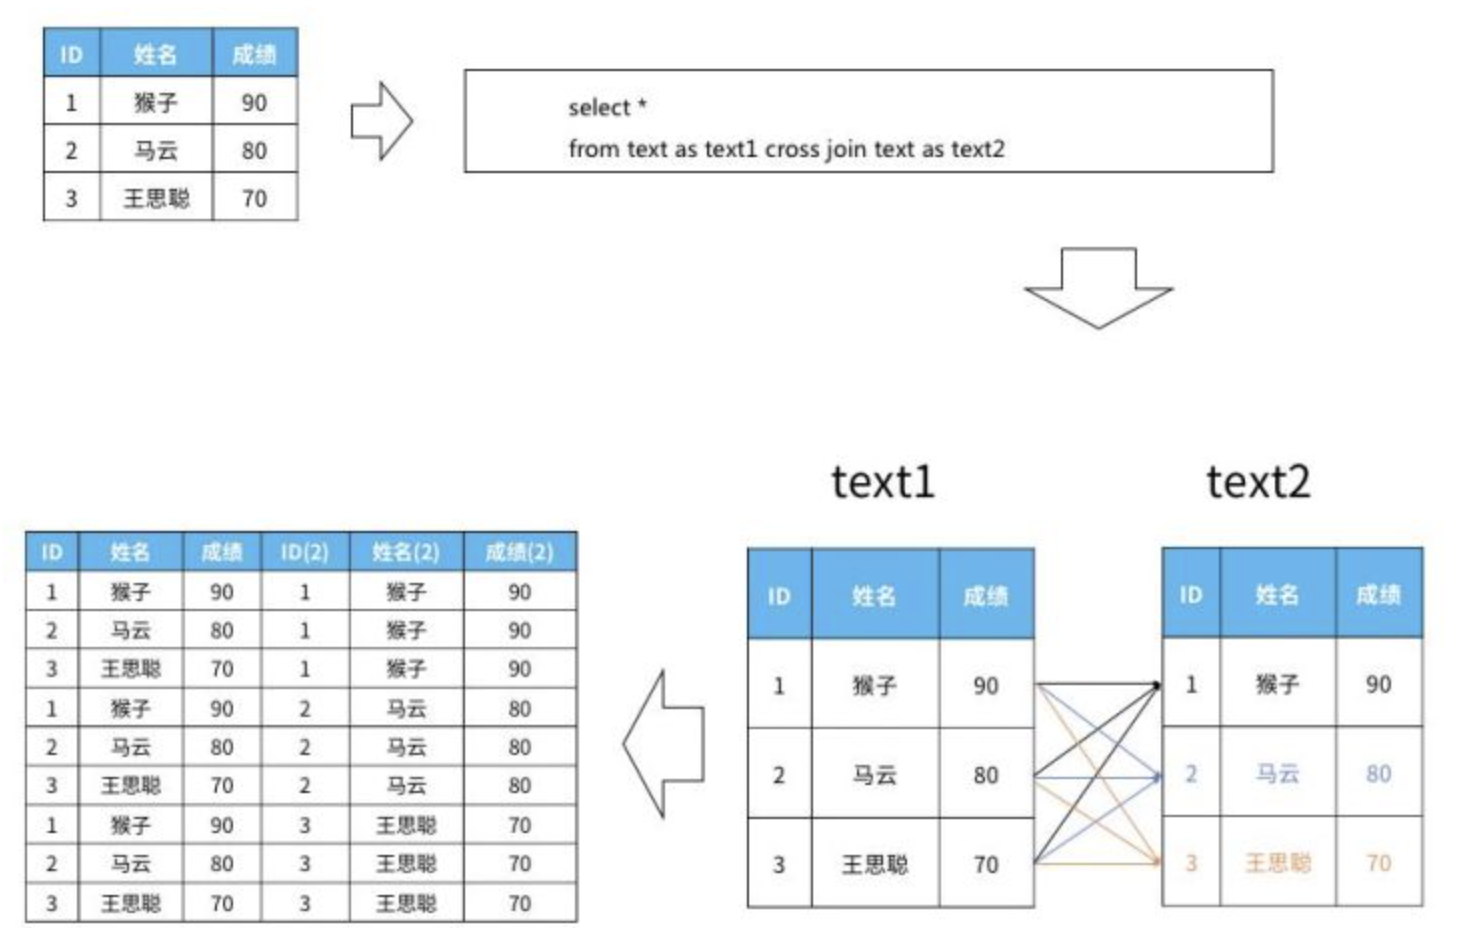 ID 姓名 成绩
1 猴子 90
2 马云 80
3 王思聪 70
select *
from text as text1 cross join text as text2
text1
ID 姓名 成绩
1 猴子 90
2 马云 80
3 王思聪 70
text2
ID 姓名 成绩
1 猴子 90
2 马云 80
3 王思聪 70
ID 姓名 成绩 ID(2) 姓名(2) 成绩(2)
1 猴子 90 1 猴子 90
2 马云 80 1 猴子 90
3 王思聪 70 1 猴子 90
1 猴子 90 2 马云 80
2 马云 80 2 马云 80
3 王思聪 70 2 马云 80
1 猴子 90 3 王思聪 70
2 马云 80 3 王思聪 70
3 王思聪 70 3 王思聪 70